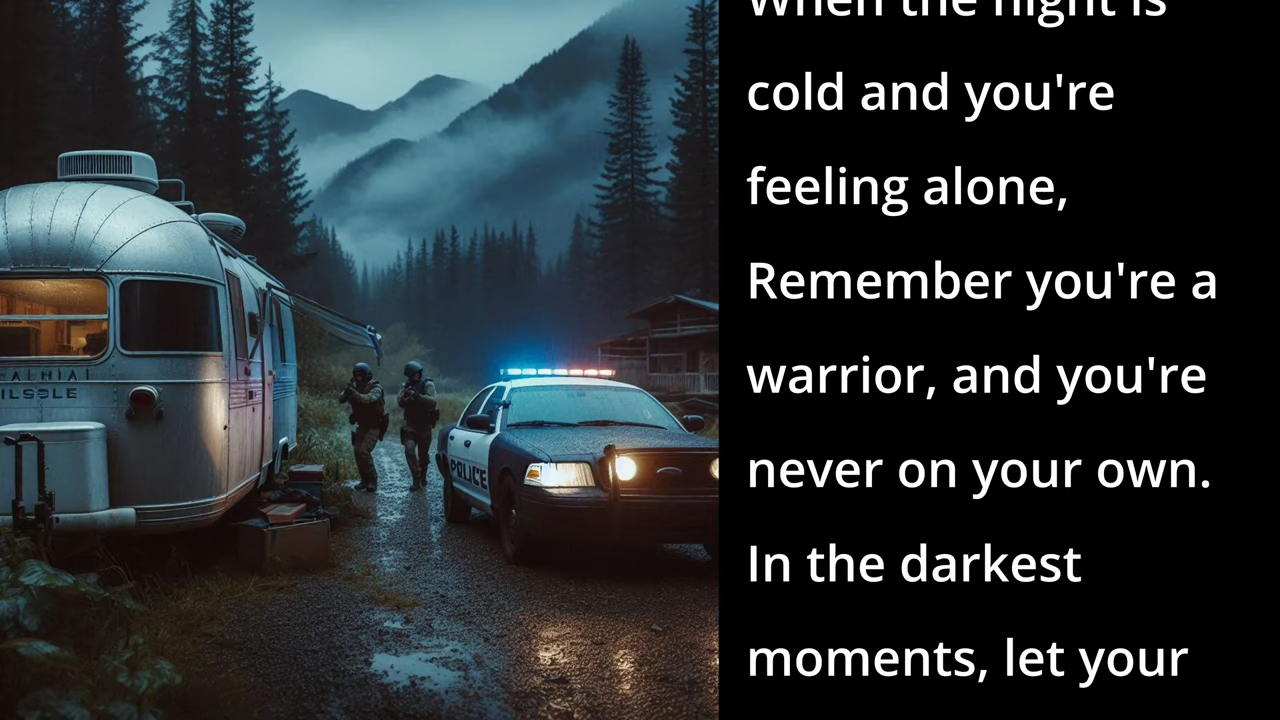 When the night is
cold and you're
feeling alone,
Remember you're a
warrior, and you're
never on your own.
In the darkest
moments, let your
POLICE